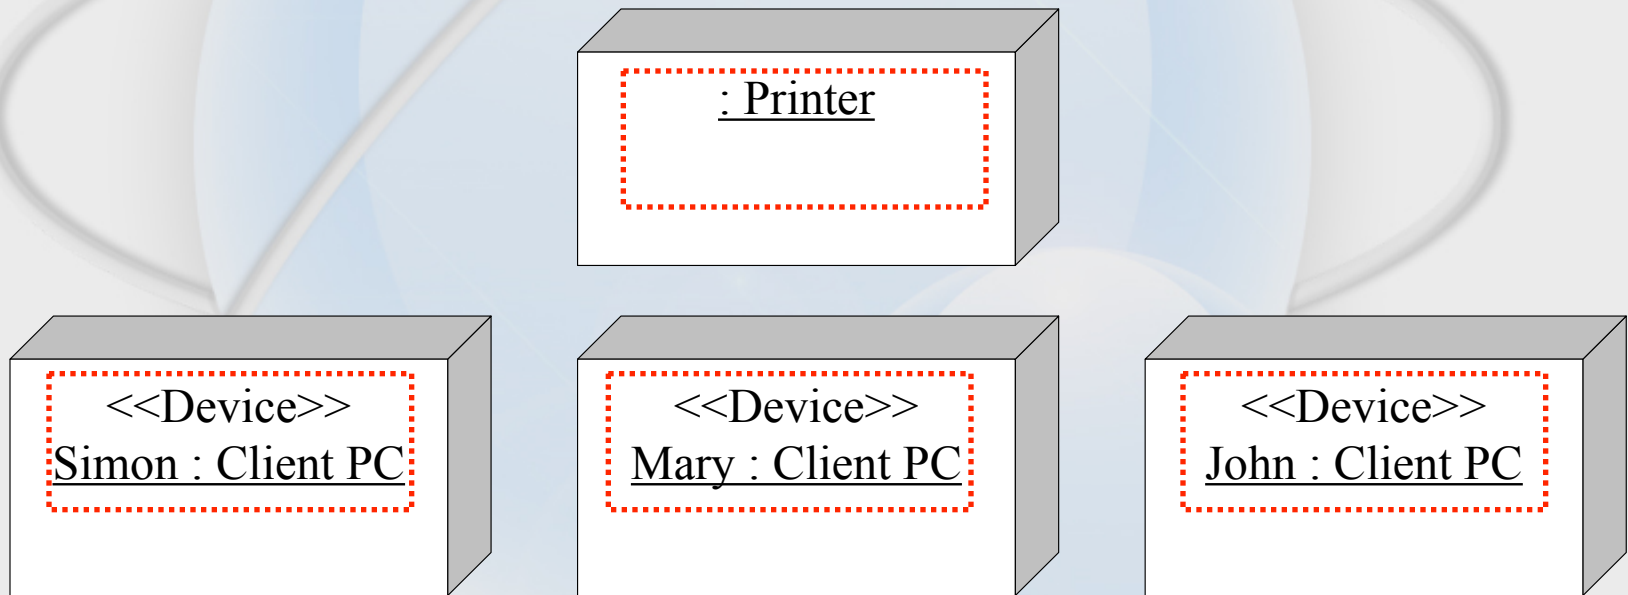 : Printer
<<Device>>
Simon : Client PC
<<Device>>
Mary : Client PC
<<Device>>
John : Client PC